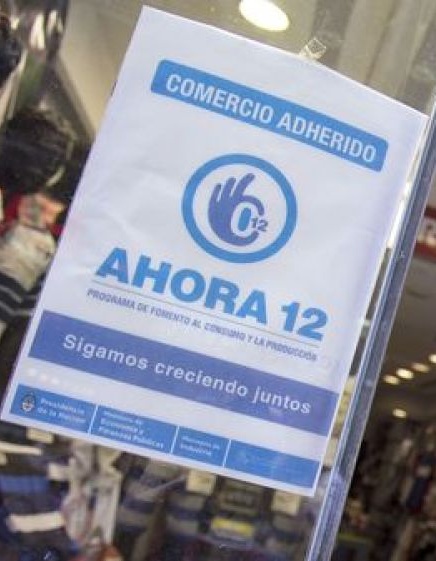 COMERCIO ADHERIDO
12
AHORA 12
PROGRAMA DE FOMENTO AL CONSUMO Y LA PRODUCCIÓN
Sigamos creciendo juntos
Presidencia
de la Nación
Ministerio de
Economía y
Finanzas Públicas
Ministerio de
Industria